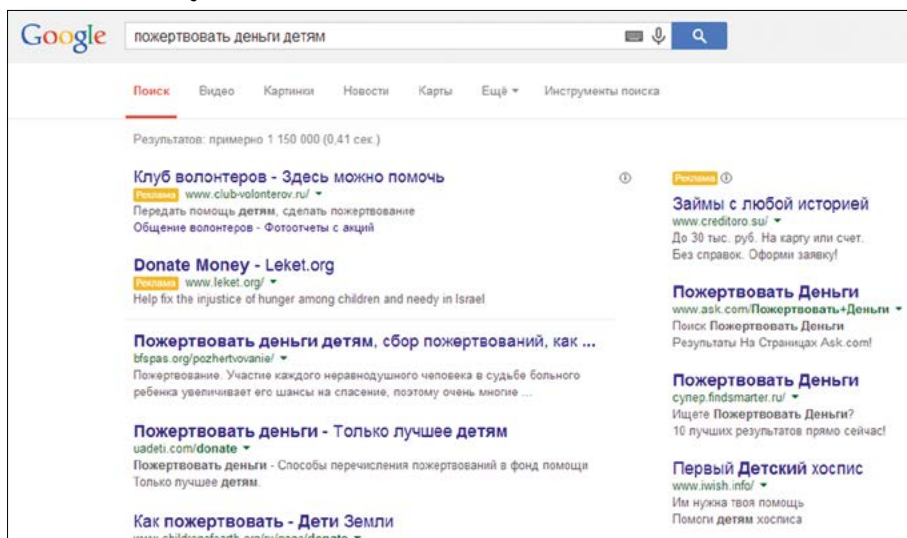 Google
пожертвовать деньги детям
Поиск Видео Картинки Новости Карты Ещё Инструменты поиска
Результатов: примерно 1 150 000 (0,41 сек.)
Клуб волонтеров - Здесь можно помочь
Реклама www.club-volonterov.ru/
Передать помощь детям, сделать пожертвование
Общение волонтеров - Фотоотчеты с акций
Donate Money - Leket.org
Реклама www.leket.org/
Help fix the injustice of hunger among children and needy in Israel
Пожертвовать деньги детям, сбор пожертвований, как ...
bfspas.org/pozhertvovanie/
Пожертвование. Участие каждого неравнодушного человека в судьбе больного
ребенка увеличивает его шансы на спасение, поэтому очень многие ...
Пожертвовать деньги - Только лучшее детям
uadeti.com/donate
Пожертвовать деньги - Способы перечисления пожертвований в фонд помощи
Только лучшее детям.
Как пожертвовать - Дети Земли
Реклама
Займы с любой историей
www.creditoro.su/
До 30 тыс. руб. На карту или счет.
Без справок. Оформи заявку!
Пожертвовать Деньги
www.ask.com/Пожертвовать+Деньги
Поиск Пожертвовать Деньги
Результаты На Страницах Ask.com!
Пожертвовать Деньги
супер.findsmarter.ru/
Ищете Пожертвовать Деньги?
10 лучших результатов прямо сейчас!
Первый Детский хоспис
www.iwish.info/
Им нужна твоя помощь
Помоги детям хосписа